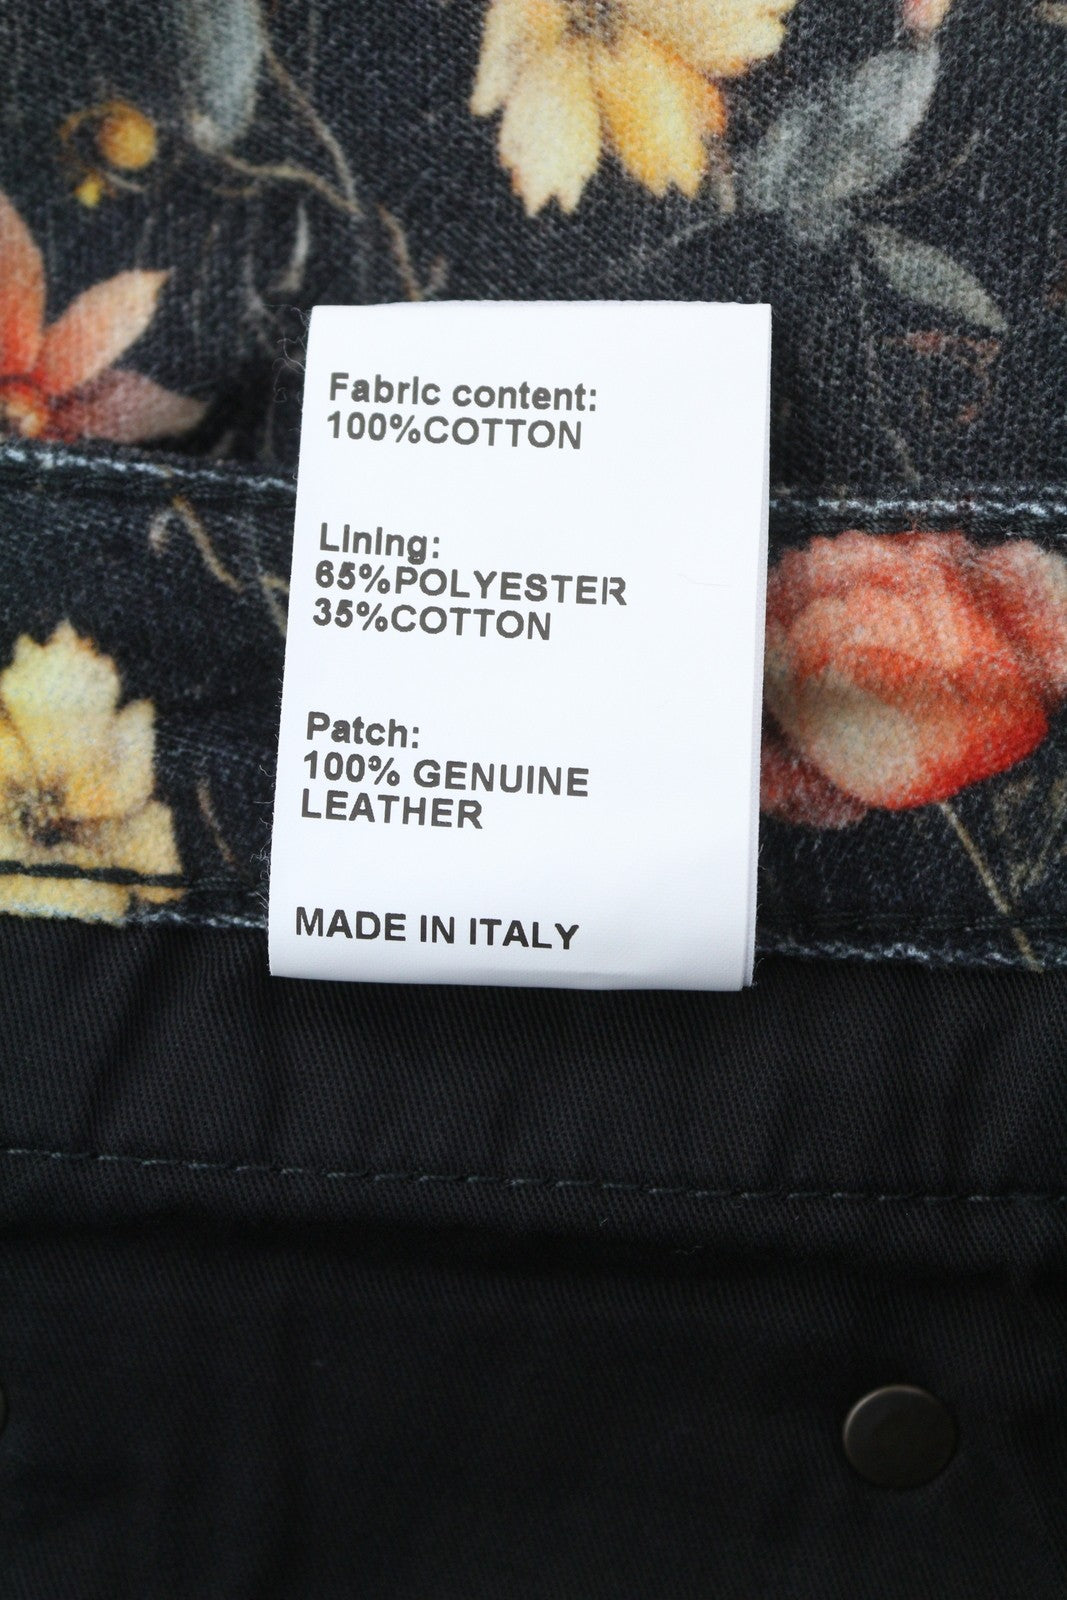 Fabric content:
100%COTTON
Lining:
65%POLYESTER
35%COTTON
Patch:
100% GENUINE
LEATHER
MADE IN ITALY